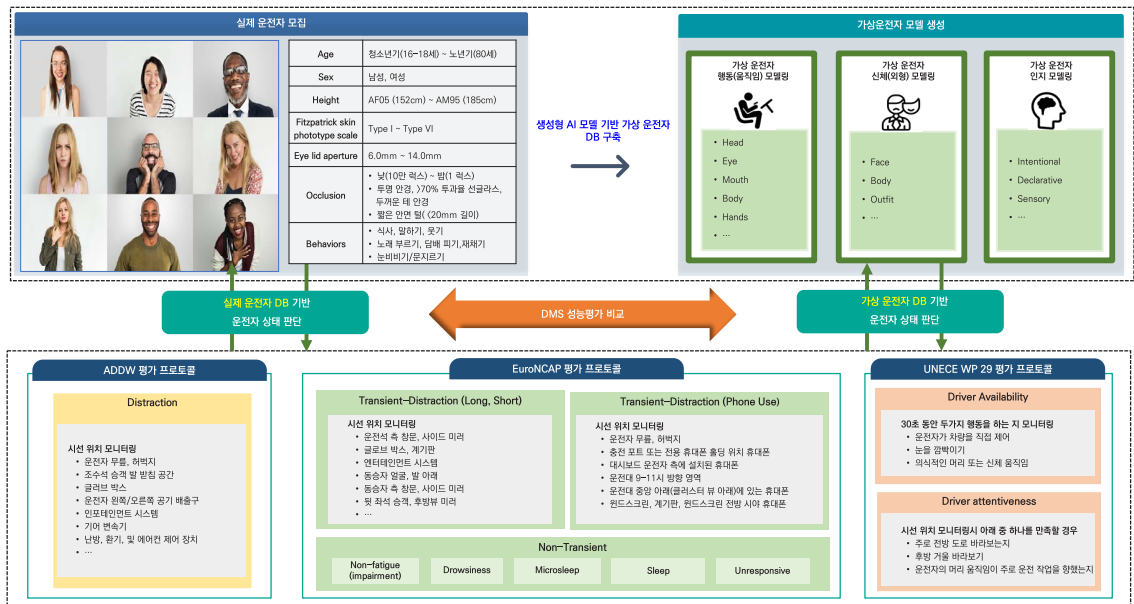 실제 운전자 모집
Age
청소년기(16-18세) ~ 노년기(80세)
Sex
남성, 여성
Height
AF05 (152cm) ~ AM95 (185cm)
Fitzpatrick skin
phototype scale
Type I ~ Type VI
Eye lid aperture
6.0mm ~ 14.0mm
Occlusion
• 낮(10만 럭스) ~ 밤(1 럭스)
• 투명 안경, >70% 투과율 선글라스,
두꺼운 테 안경
• 짧은 안면 털( <20mm 길이)
Behaviors
• 식사, 말하기, 웃기
• 노래 부르기, 담배 피기,재채기
• 눈비비기/문지르기
생성형 AI 모델 기반 가상 운전자
DB 구축
가상운전자 모델 생성
가상 운전자
행동(움직임) 모델링
• Head
• Eye
• Mouth
• Body
• Hands
• ...
가상 운전자
신체(외형) 모델링
• Face
• Body
• Outfit
• ...
가상 운전자
인지 모델링
• Intentional
• Declarative
• Sensory
• ...
실제 운전자 DB 기반
운전자 상태 판단
DMS 성능평가 비교
가상 운전자 DB 기반
운전자 상태 판단
ADDW 평가 프로토콜
Distraction
시선 위치 모니터링
• 운전자 무릎, 허벅지
• 조수석 승객 발 받침 공간
• 글러브 박스
• 운전자 왼쪽/오른쪽 공기 배출구
• 인포테인먼트 시스템
• 기어 변속기
• 난방, 환기, 및 에어컨 제어 장치
• ...
EuroNCAP 평가 프로토콜
Transient-Distraction (Long, Short)
시선 위치 모니터링
• 운전석 측 창문, 사이드 미러
• 글로브 박스, 계기판
• 엔터테인먼트 시스템
• 동승자 얼굴, 발 아래
• 동승자 측 창문, 사이드 미러
• 뒷 좌석 승객, 후방뷰 미러
• ...
Transient-Distraction (Phone Use)
시선 위치 모니터링
• 운전자 무릎, 허벅지
• 충전 포트 또는 전용 휴대폰 홀딩 위치 휴대폰
• 대시보드 운전자 측에 설치된 휴대폰
• 운전대 9-11시 방향 영역
• 운전대 중앙 아래(클러스터 뷰 아래)에 있는 휴대폰
• 윈드스크린, 계기판, 윈드스크린 전방 시야 휴대폰
Non-Transient
Non-fatigue
(impairment)
Drowsiness
Microsleep
Sleep
Unresponsive
UNECE WP 29 평가 프로토콜
Driver Availability
30초 동안 두가지 행동을 하는 지 모니터링
• 운전자가 차량을 직접 제어
• 눈을 깜박이기
• 의식적인 머리 또는 신체 움직임
Driver attentiveness
시선 위치 모니터링시 아래 중 하나를 만족할 경우
• 주로 전방 도로 바라보는지
• 후방 거울 바라보기
• 운전자의 머리 움직임이 주로 운전 작업을 향했는지